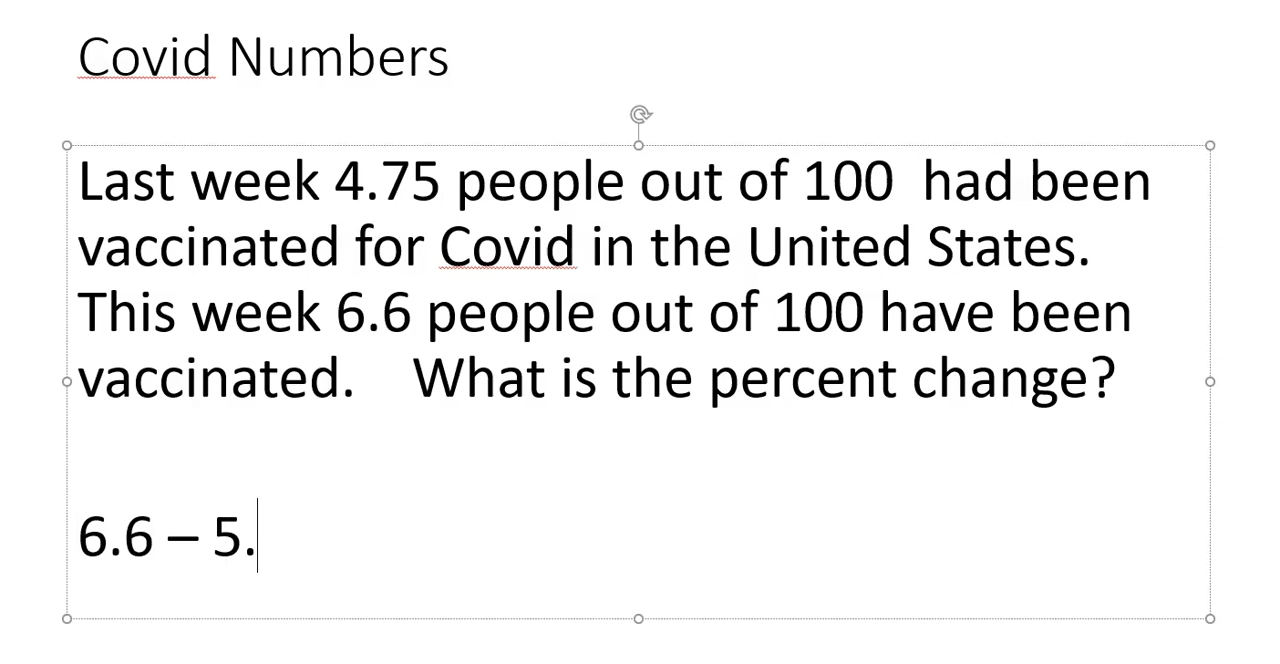 Covid Numbers
Last week 4.75 people out of 100  had been
vaccinated for Covid in the United States.
This week 6.6 people out of 100 have been
vaccinated.    What is the percent change?
6.6 – 5.